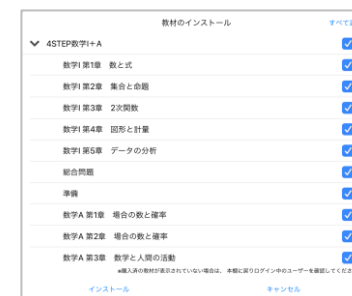 教材のインストール
すべて
4STEP数学I+A
数学I 第1章 数と式
数学I 第2章 集合と命題
数学I 第3章 2次関数
数学I 第4章 図形と計量
数学I 第5章 データの分析
総合問題
準備
数学A 第1章 場合の数と確率
数学A 第2章 場合の数と確率
数学A 第3章 数学と人間の活動
※購入済の教材が表示されていない場合は、本棚に戻りログイン中のユーザーを確認してくださ
インストール
キャンセル